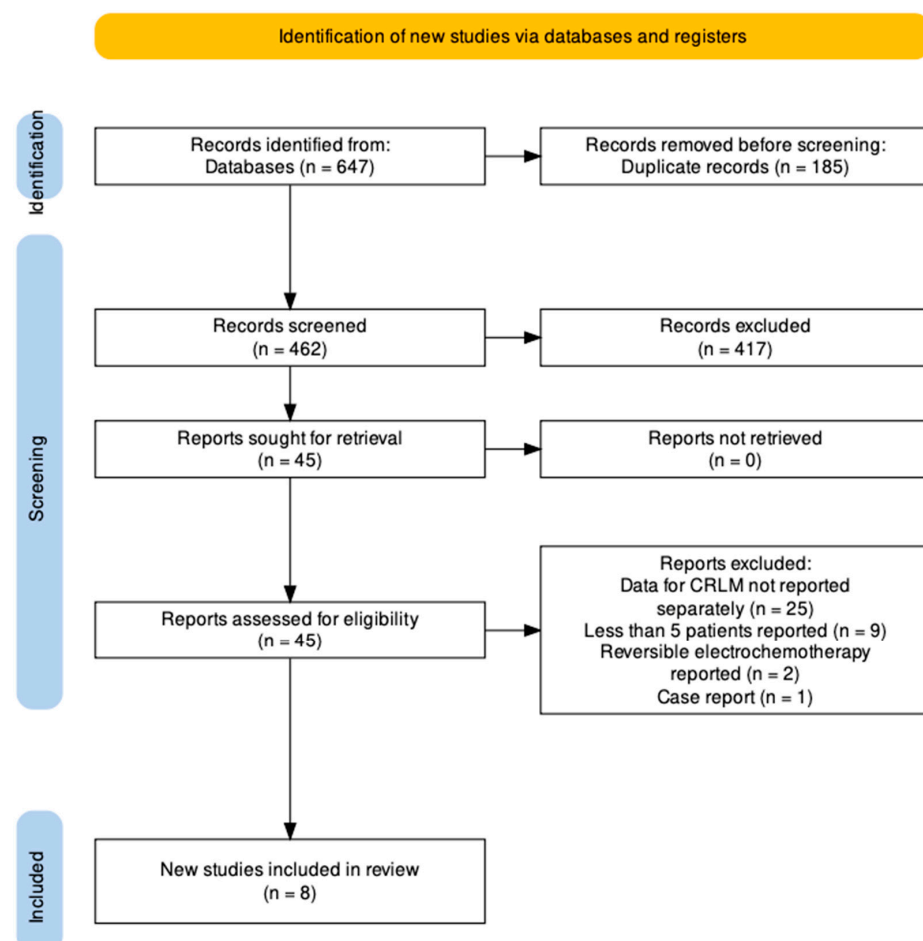 Identification of new studies via databases and registers
Identification
Records identified from:
Databases (n = 647)
Records removed before screening:
Duplicate records (n = 185)
Screening
Records screened
(n = 462)
Records excluded
(n = 417)
Reports sought for retrieval
(n = 45)
Reports not retrieved
(n = 0)
Reports assessed for eligibility
(n = 45)
Reports excluded:
Data for CRLM not reported
separately (n = 25)
Less than 5 patients reported (n = 9)
Reversible electrochemotherapy
reported (n = 2)
Case report (n = 1)
Included
New studies included in review
(n = 8)